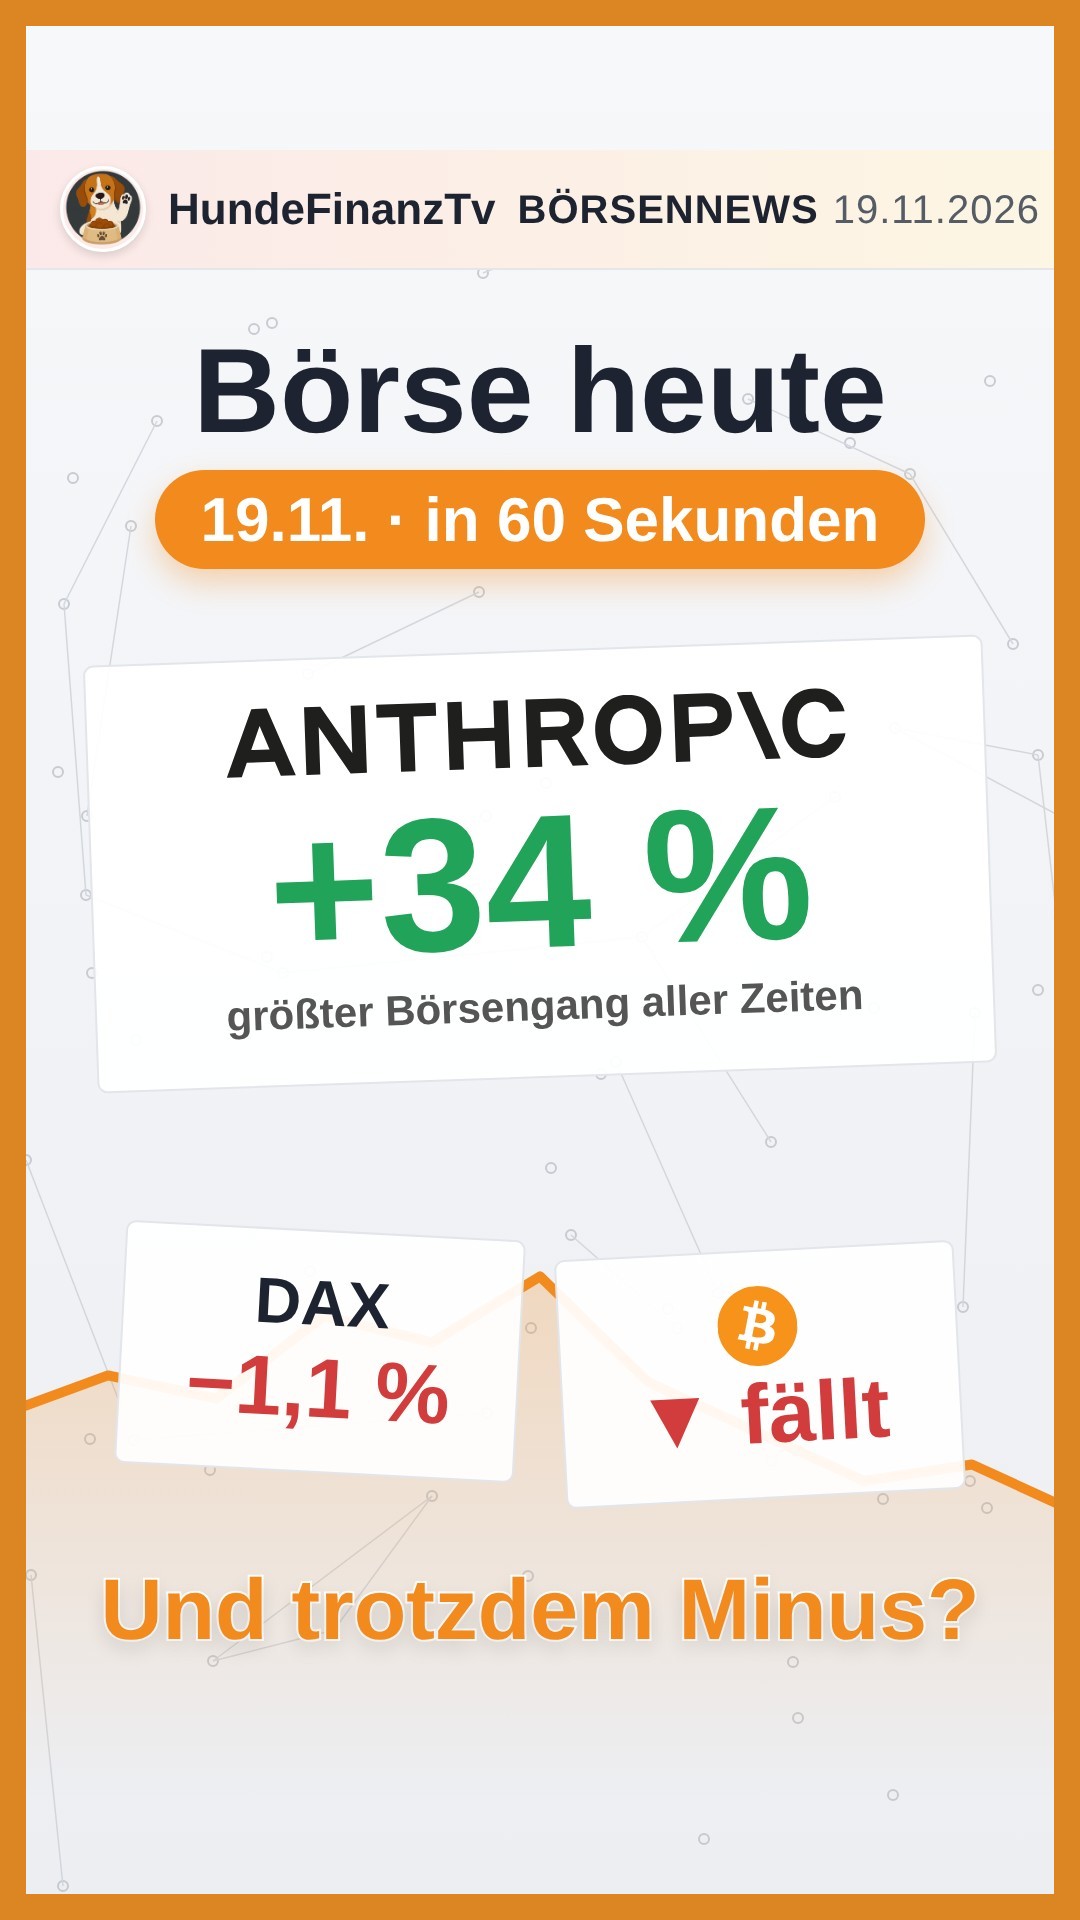 HundeFinanzTv BÖRSENNEWS 19.11.2026
Börse heute
19.11. · in 60 Sekunden
ANTHROP\C
+34 %
größter Börsengang aller Zeiten
DAX
−1,1 %
₿
▼ fällt
Und trotzdem Minus?